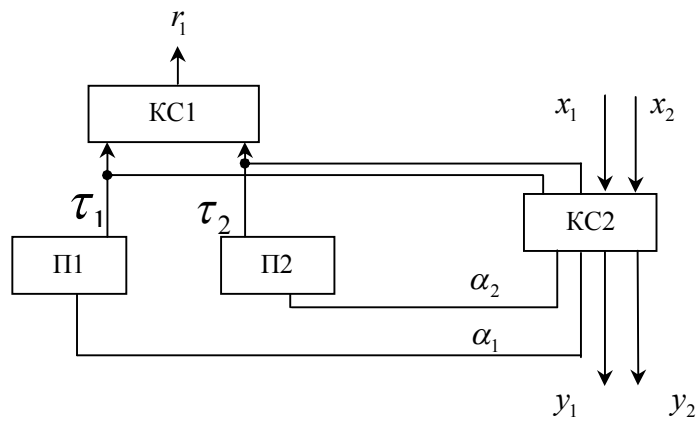 r₁
КС1
x₁ x₂
τ₁ τ₂
КС2
П1 П2
α₂
α₁
y₁ y₂